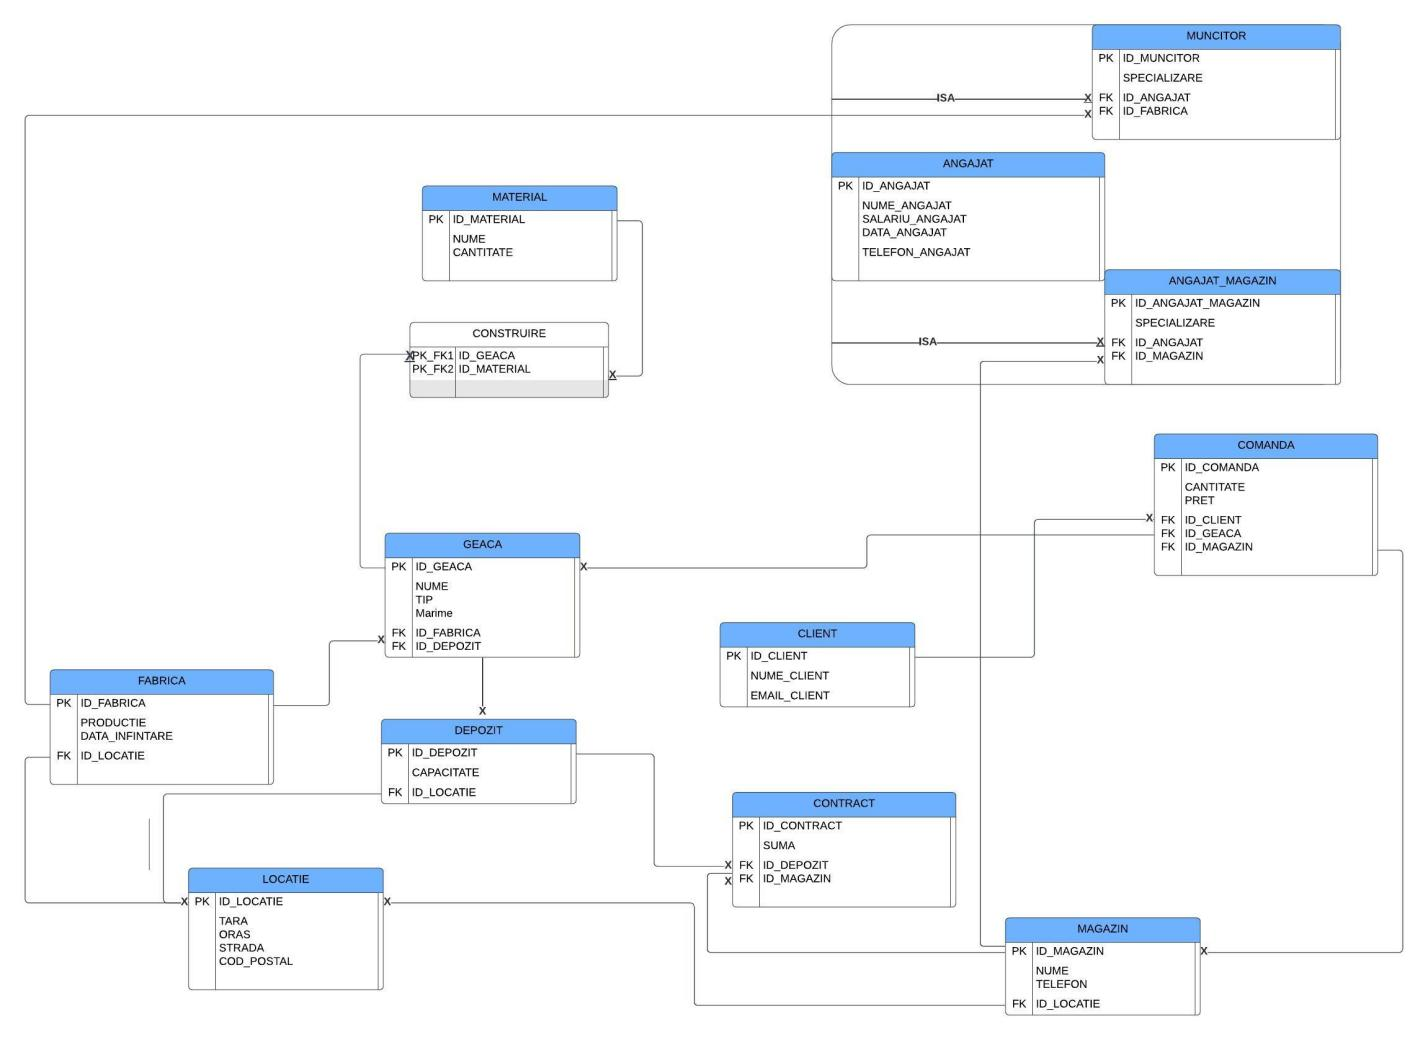 MUNCITOR
PK ID_MUNCITOR
SPECIALIZARE
ISA X FK ID_ANGAJAT
X FK ID_FABRICA
ANGAJAT
PK ID_ANGAJAT
NUME_ANGAJAT
SALARIU_ANGAJAT
DATA_ANGAJAT
TELEFON_ANGAJAT
MATERIAL
PK ID_MATERIAL
NUME
CANTITATE
ANGAJAT_MAGAZIN
PK ID_ANGAJAT_MAGAZIN
SPECIALIZARE
ISA X FK ID_ANGAJAT
X FK ID_MAGAZIN
CONSTRUIRE
X PK_FK1 ID_GEACA
PK_FK2 ID_MATERIAL X
COMANDA
PK ID_COMANDA
CANTITATE
PRET
X FK ID_CLIENT
FK ID_GEACA
FK ID_MAGAZIN
GEACA
PK ID_GEACA X
NUME
TIP
Marime
FK ID_FABRICA
X FK ID_DEPOZIT
X
CLIENT
PK ID_CLIENT
NUME_CLIENT
EMAIL_CLIENT
FABRICA
PK ID_FABRICA
PRODUCTIE
DATA_INFINTARE
FK ID_LOCATIE
DEPOZIT
PK ID_DEPOZIT
CAPACITATE
FK ID_LOCATIE
CONTRACT
PK ID_CONTRACT
SUMA
X FK ID_DEPOZIT
X FK ID_MAGAZIN
LOCATIE
X PK ID_LOCATIE X
TARA
ORAS
STRADA
COD_POSTAL
MAGAZIN
PK ID_MAGAZIN X
NUME
TELEFON
FK ID_LOCATIE